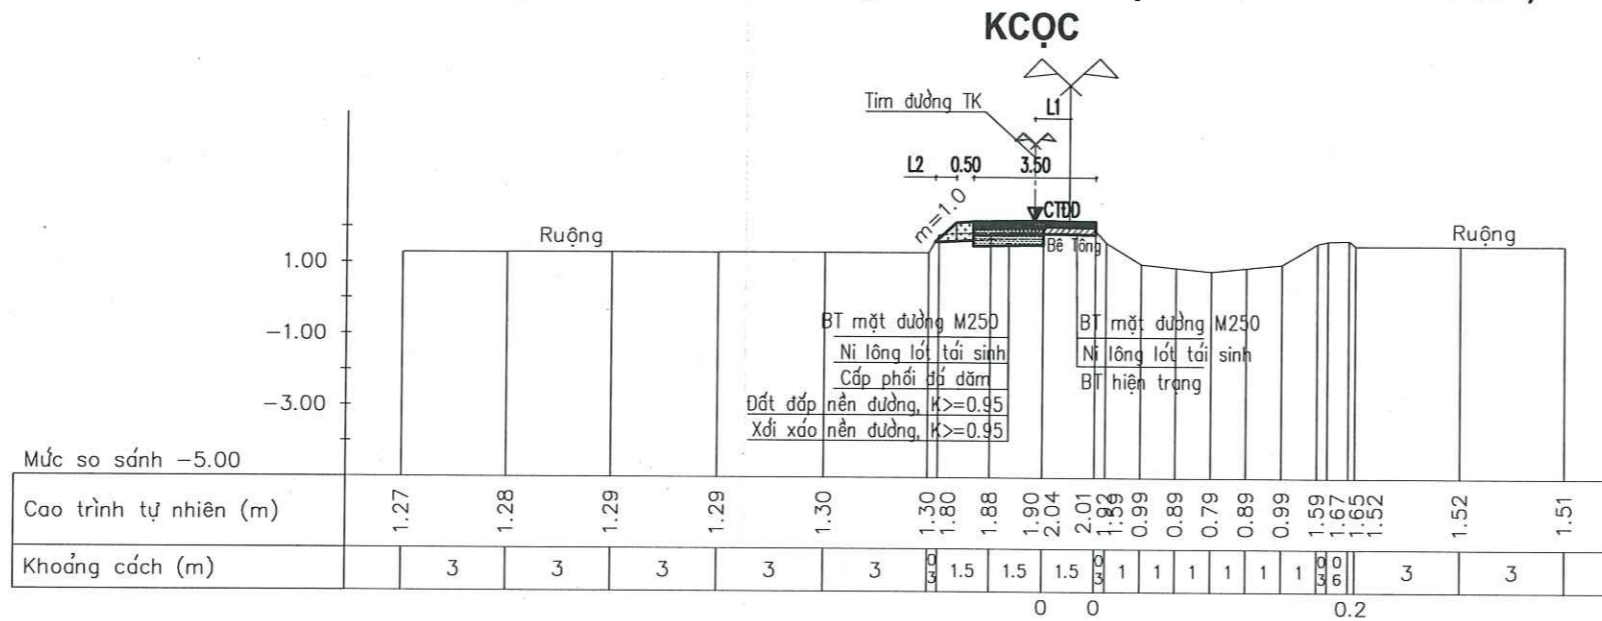 KCỌC
Tim đường TK
L1
L2 0.50 3.50
m=1.0
CTĐD
Bê Tông
Ruộng
Ruộng
1.00
-1.00
-3.00
BT mặt đường M250
Ni lông lót tái sinh
Cấp phối đá dăm
Đất đắp nền đường, K>=0.95
Xới xáo nền đường, K>=0.95
BT mặt đường M250
Ni lông lót tái sinh
BT hiện trạng
Mức so sánh -5.00
Cao trình tự nhiên (m) 1.27 1.28 1.29 1.29 1.30 1.30 1.80 1.88 1.90 2.04 2.01 1.92 1.59 0.99 0.89 0.79 0.89 0.99 1.59 1.67 1.65 1.52 1.52 1.51
Khoảng cách (m) 3 3 3 3 3 03 1.5 1.5 1.5 03 1 1 1 1 1 1 03 06 3 3
0 0 0.2